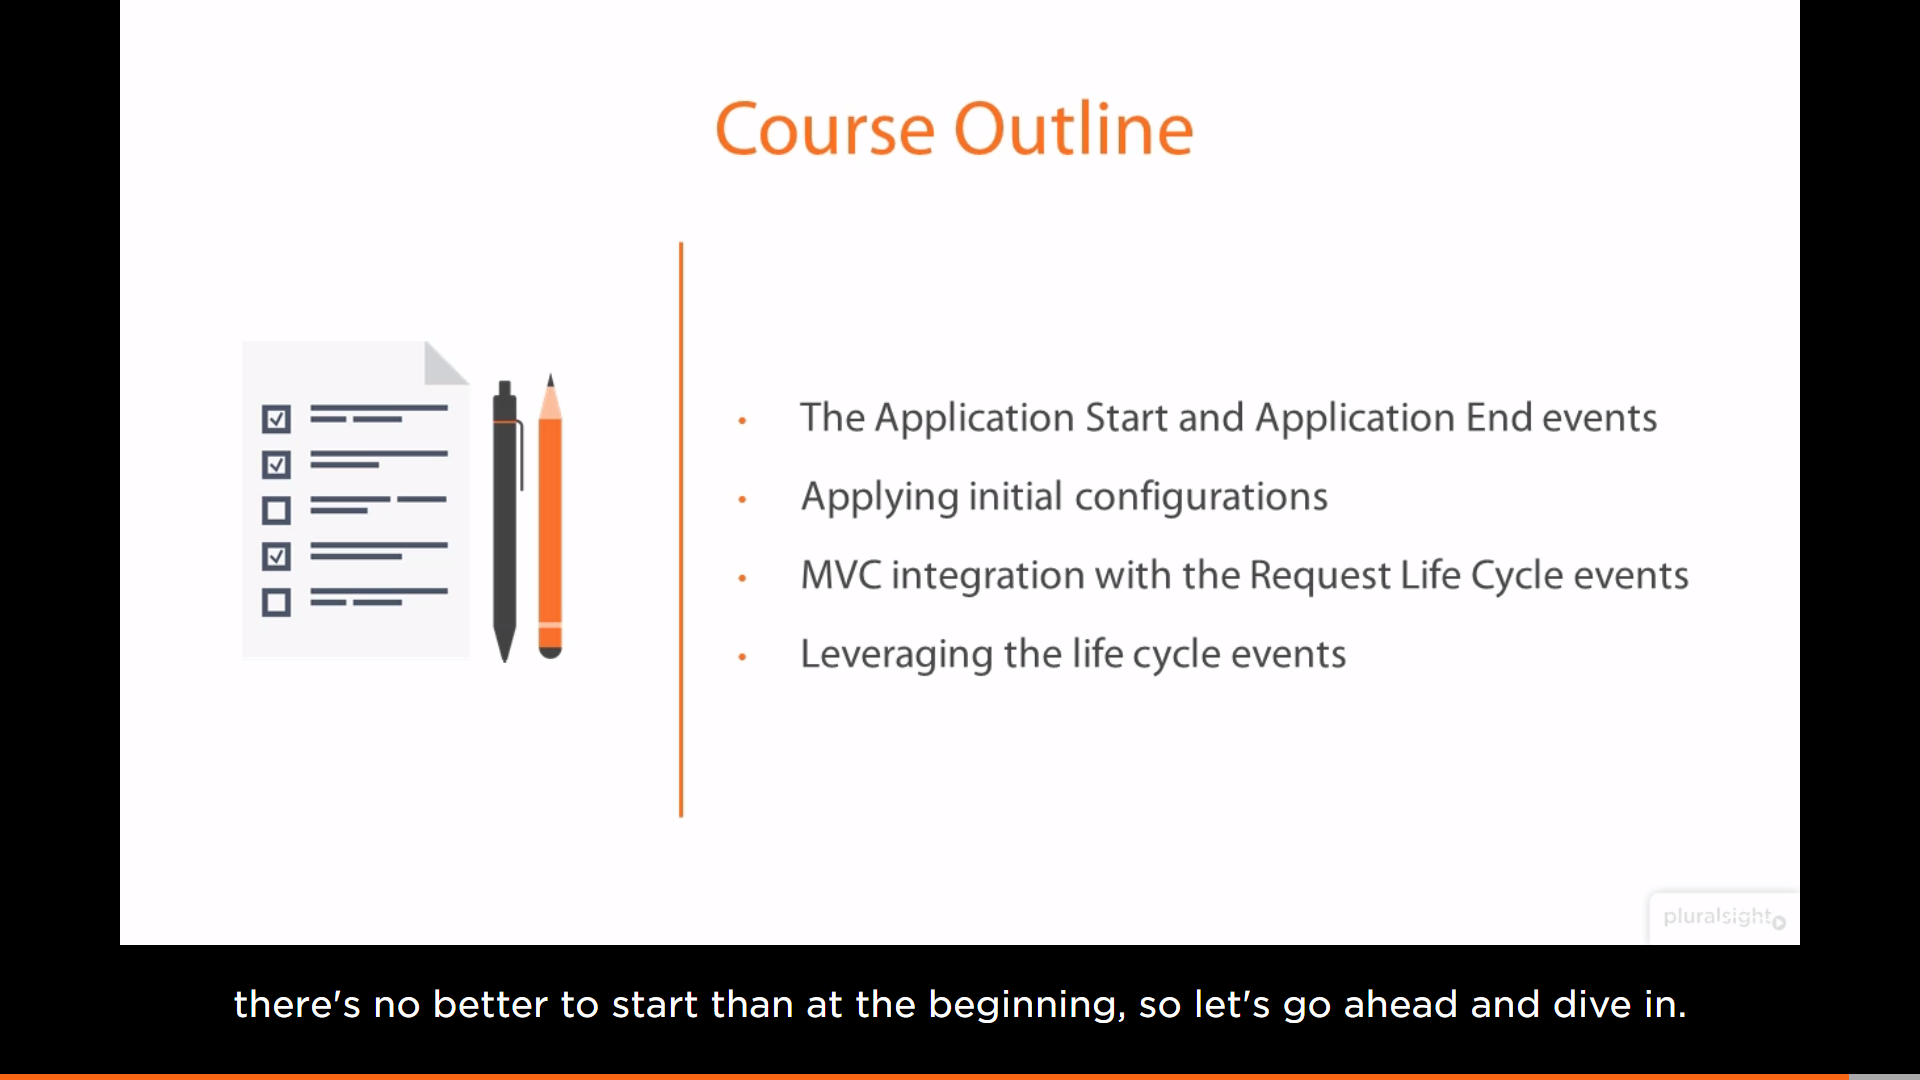 Course Outline
• The Application Start and Application End events
• Applying initial configurations
• MVC integration with the Request Life Cycle events
• Leveraging the life cycle events
pluralsight
there's no better to start than at the beginning, so let's go ahead and dive in.